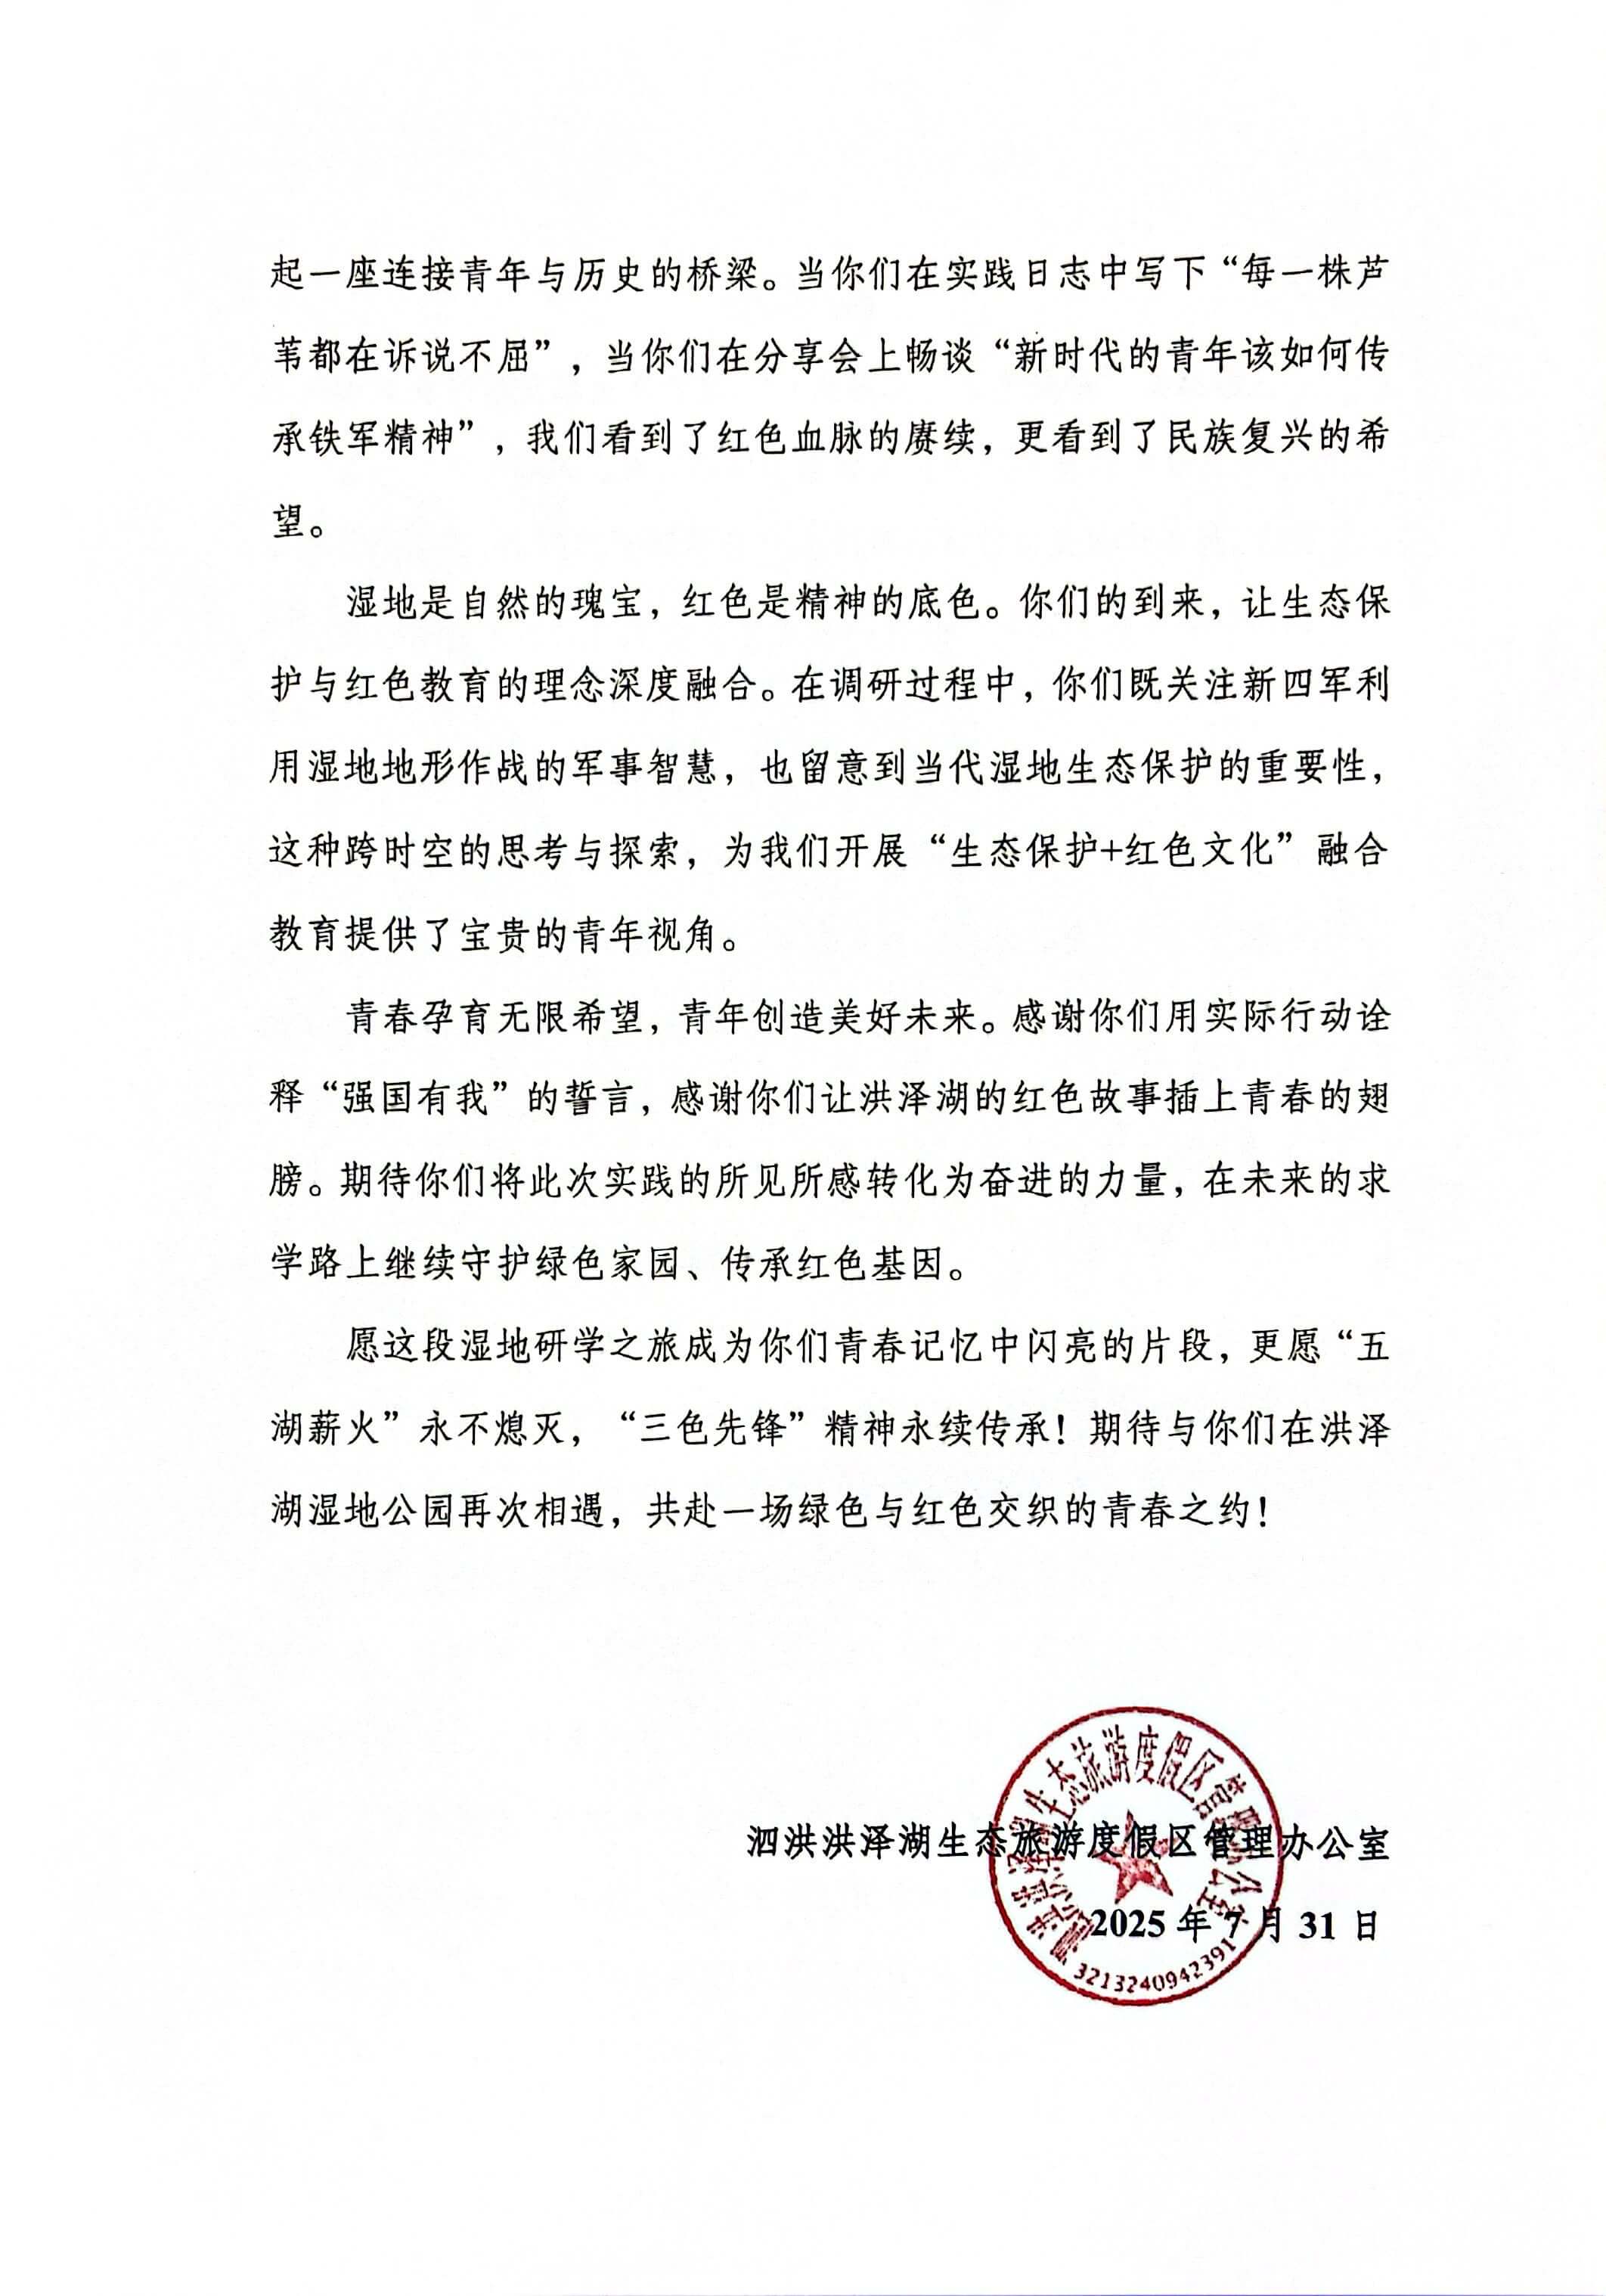 起一座连接青年与历史的桥梁。当你们在实践日志中写下“每一株芦
苇都在诉说不屈”，当你们在分享会上畅谈“新时代的青年该如何传
承铁军精神”，我们看到了红色血脉的赓续，更看到了民族复兴的希
望。
湿地是自然的瑰宝，红色是精神的底色。你们的到来，让生态保
护与红色教育的理念深度融合。在调研过程中，你们既关注新四军利
用湿地地形作战的军事智慧，也留意到当代湿地生态保护的重要性，
这种跨时空的思考与探索，为我们开展“生态保护+红色文化”融合
教育提供了宝贵的青年视角。
青春孕育无限希望，青年创造美好未来。感谢你们用实际行动诠
释“强国有我”的誓言，感谢你们让洪泽湖的红色故事插上青春的翅
膀。期待你们将此次实践的所见所感转化为奋进的力量，在未来的求
学路上继续守护绿色家园、传承红色基因。
愿这段湿地研学之旅成为你们青春记忆中闪亮的片段，更愿“五
湖薪火”永不熄灭，“三色先锋”精神永续传承！期待与你们在洪泽
湖湿地公园再次相遇，共赴一场绿色与红色交织的青春之约！
泗洪洪泽湖生态旅游度假区管理办公室
2025年7月31日
泗洪洪泽湖生态旅游度假区管理办公室
3213240942391